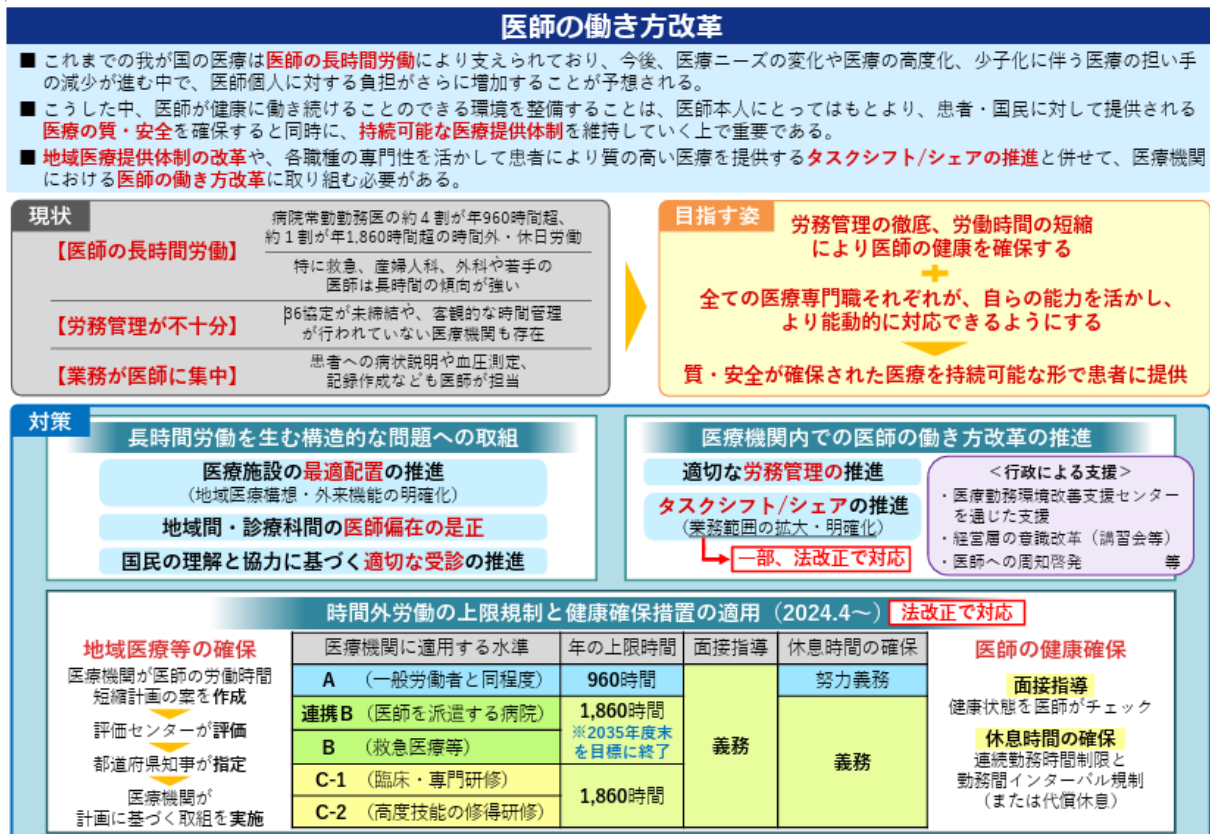 医師の働き方改革
■ これまでの我が国の医療は医師の長時間労働により支えられており、今後、医療ニーズの変化や医療の高度化、少子化に伴う医療の担い手
の減少が進む中で、医師個人に対する負担がさらに増加することが予想される。
■ こうした中、医師が健康に働き続けることのできる環境を整備することは、医師本人にとってはもとより、患者・国民に対して提供される
医療の質・安全を確保すると同時に、持続可能な医療提供体制を維持していく上で重要である。
■ 地域医療提供体制の改革や、各職種の専門性を活かして患者により質の高い医療を提供するタスクシフト/シェアの推進と併せて、医療機関
における医師の働き方改革に取り組む必要がある。
現状
【医師の長時間労働】
病院常勤勤務医の約4割が年960時間超、
約1割が年1,860時間超の時間外・休日労働
特に救急、産婦人科、外科や若手の
医師は長時間の傾向が強い
【労務管理が不十分】
36協定が未締結や、客観的な時間管理
が行われていない医療機関も存在
【業務が医師に集中】
患者への病状説明や血圧測定、
記録作成なども医師が担当
目指す姿
労務管理の徹底、労働時間の短縮
により医師の健康を確保する
全ての医療専門職それぞれが、自らの能力を活かし、
より能動的に対応できるようにする
質・安全が確保された医療を持続可能な形で患者に提供
対策
長時間労働を生む構造的な問題への取組
医療施設の最適配置の推進
(地域医療構想・外来機能の明確化)
地域間・診療科間の医師偏在の是正
国民の理解と協力に基づく適切な受診の推進
医療機関内での医師の働き方改革の推進
適切な労務管理の推進
タスクシフト/シェアの推進
(業務範囲の拡大・明確化)
一部、法改正で対応
<行政による支援>
・医療勤務環境改善支援センター
を通じた支援
・経営層の意識改革(講習会等)
・医師への周知啓発 等
時間外労働の上限規制と健康確保措置の適用(2024.4~) 法改正で対応
地域医療等の確保
医療機関が医師の労働時間
短縮計画の案を作成
評価センターが評価
都道府県知事が指定
医療機関が
計画に基づく取組を実施
医療機関に適用する水準 年の上限時間 面接指導 休息時間の確保
A (一般労働者と同程度) 960時間 努力義務
連携B (医師を派遣する病院) 1,860時間
※2035年度末
を目標に終了
B (救急医療等)
義務 義務
C-1 (臨床・専門研修)
1,860時間
C-2 (高度技能の修得研修)
医師の健康確保
面接指導
健康状態を医師がチェック
休息時間の確保
連続勤務時間制限と
勤務間インターバル規制
(または代償休息)